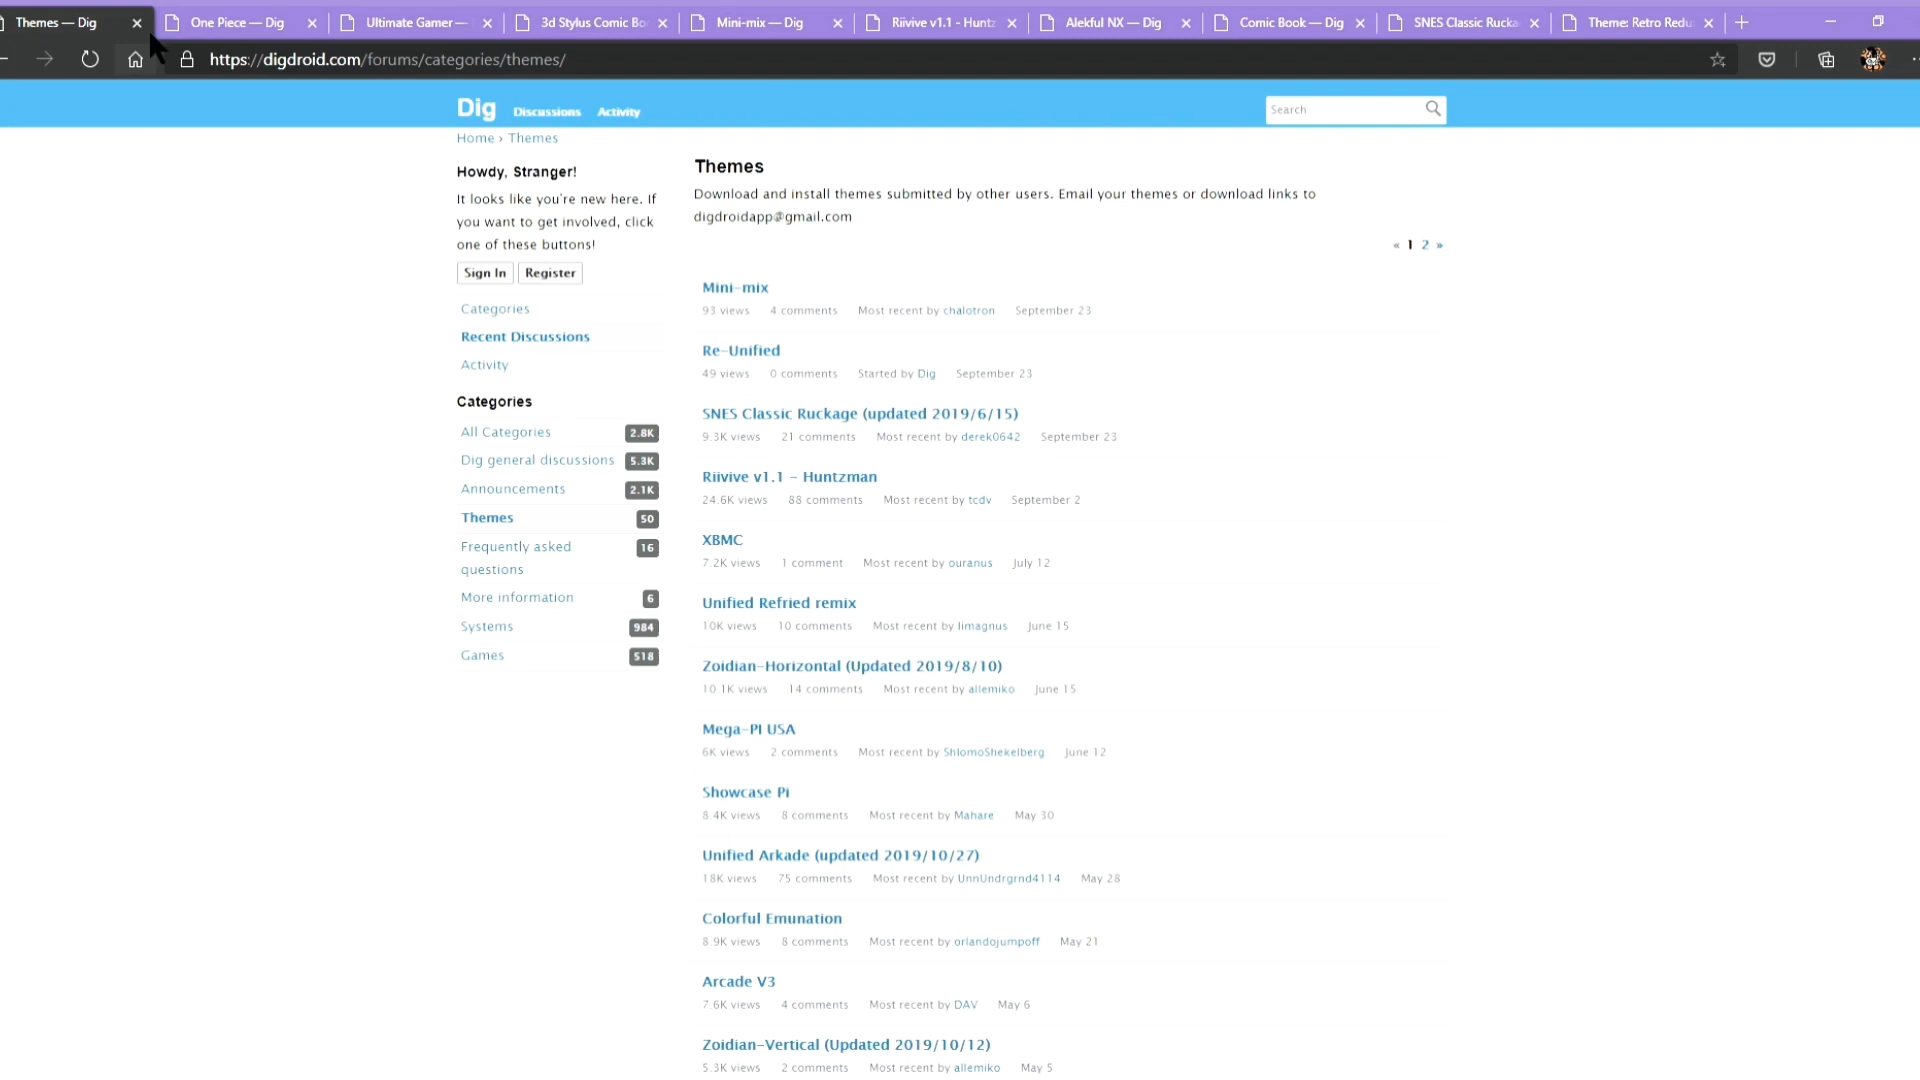 Themes — Dig
One Piece — Dig
Ultimate Gamer —
3d Stylus Comic Bo
Mini-mix — Dig
Riivive v1.1 - Huntz
Alekful NX — Dig
Comic Book — Dig
SNES Classic Rucka
Theme: Retro Redu
https://digdroid.com/forums/categories/themes/
Dig Discussions Activity
Search
Home › Themes
Howdy, Stranger!
It looks like you're new here. If
you want to get involved, click
one of these buttons!
Sign In Register
Categories
Recent Discussions
Activity
Categories
All Categories 2.8K
Dig general discussions 5.3K
Announcements 2.1K
Themes 50
Frequently asked
questions 16
More information 6
Systems 984
Games 518
Themes
Download and install themes submitted by other users. Email your themes or download links to
digdroidapp@gmail.com
« 1 2 »
Mini-mix
93 views 4 comments Most recent by chalotron September 23
Re-Unified
49 views 0 comments Started by Dig September 23
SNES Classic Ruckage (updated 2019/6/15)
9.3K views 21 comments Most recent by derek0642 September 23
Riivive v1.1 - Huntzman
24.6K views 88 comments Most recent by tcdv September 2
XBMC
7.2K views 1 comment Most recent by ouranus July 12
Unified Refried remix
10K views 10 comments Most recent by limagnus June 15
Zoidian-Horizontal (Updated 2019/8/10)
10.1K views 14 comments Most recent by allemiko June 15
Mega-PI USA
6K views 2 comments Most recent by ShlomoShekelberg June 12
Showcase Pi
8.4K views 8 comments Most recent by Mahare May 30
Unified Arkade (updated 2019/10/27)
18K views 75 comments Most recent by UnnUndrgrnd4114 May 28
Colorful Emunation
8.9K views 8 comments Most recent by orlandojumpoff May 21
Arcade V3
7.6K views 4 comments Most recent by DAV May 6
Zoidian-Vertical (Updated 2019/10/12)
5.3K views 2 comments Most recent by allemiko May 5